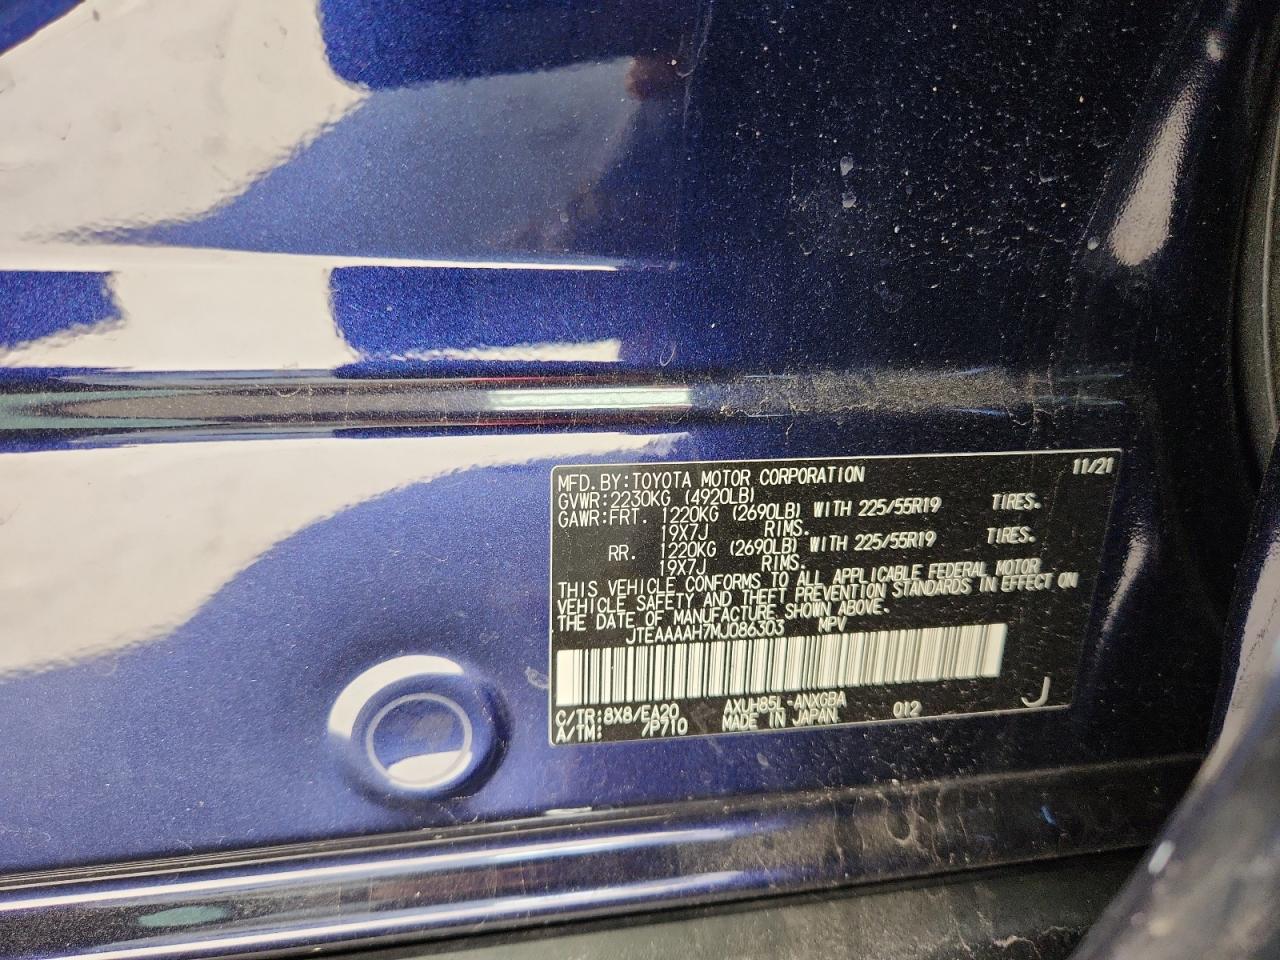 MFD. BY: TOYOTA MOTOR CORPORATION 11/21
GVWR: 2230KG (4920LB)
GAWR: FRT. 1220KG (2690LB) WITH 225/55R19 TIRES.
19X7J RIMS.
RR. 1220KG (2690LB) WITH 225/55R19 TIRES.
19X7J RIMS.
THIS VEHICLE CONFORMS TO ALL APPLICABLE FEDERAL MOTOR
VEHICLE SAFETY AND THEFT PREVENTION STANDARDS IN EFFECT ON
THE DATE OF MANUFACTURE SHOWN ABOVE.
JTEAAAAH7MJ086303 MPV
C/TR: 8X8/EA20 AXUH85L-ANXGBA 012 J
A/TM: /P710 MADE IN JAPAN